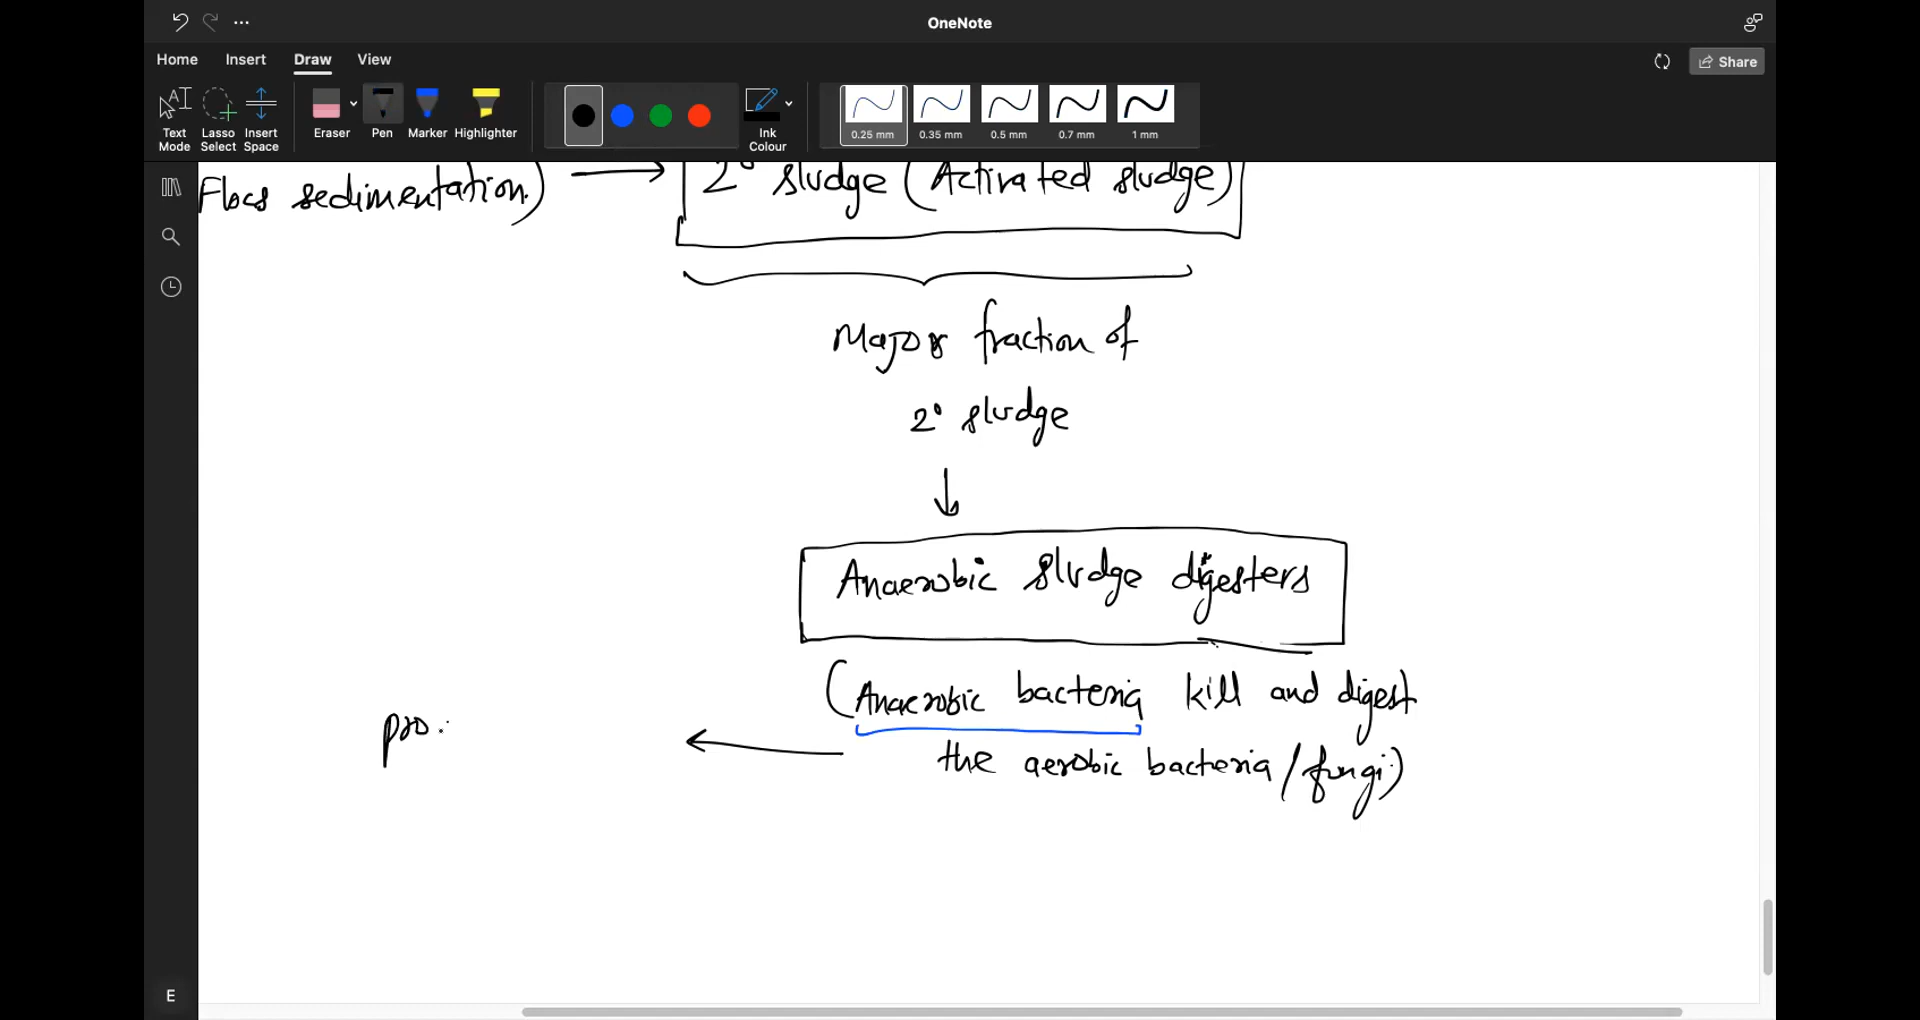 OneNote
Home Insert Draw View
Share
Text Mode
Lasso Select
Insert Space
Eraser
Pen
Marker
Highlighter
Ink Colour
0.25 mm
0.35 mm
0.5 mm
0.7 mm
1 mm
Flocs sedimentation) → 2° sludge (Activated sludge)
Major fraction of
2° sludge
↓
Anaerobic sludge digesters
(Anaerobic bacteria kill and digest
the aerobic bacteria/fungi)
←
pro
E